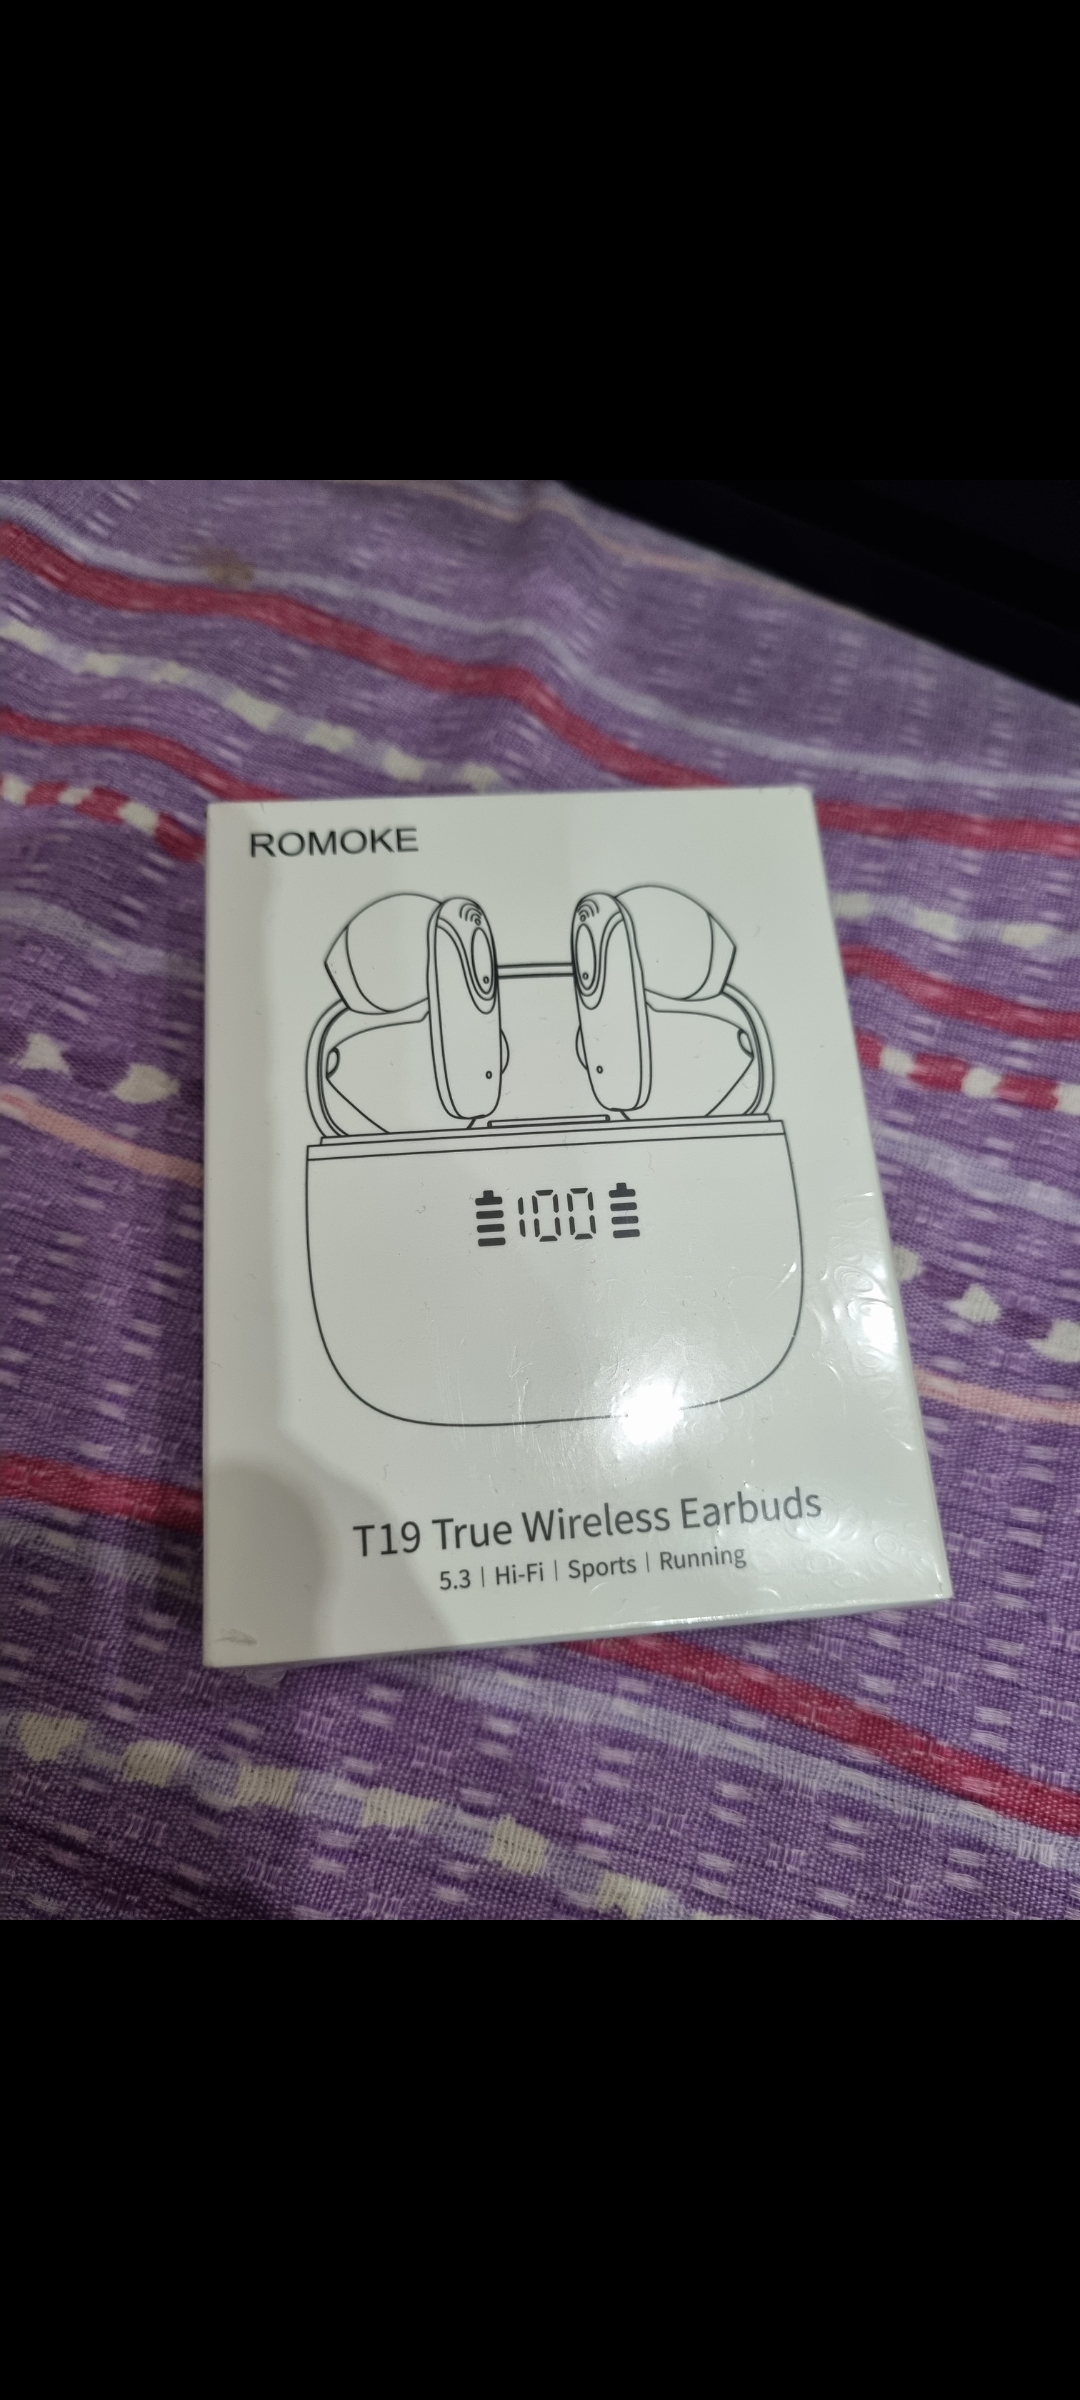 ROMOKE
100
T19 True Wireless Earbuds
5.3 | Hi-Fi | Sports | Running